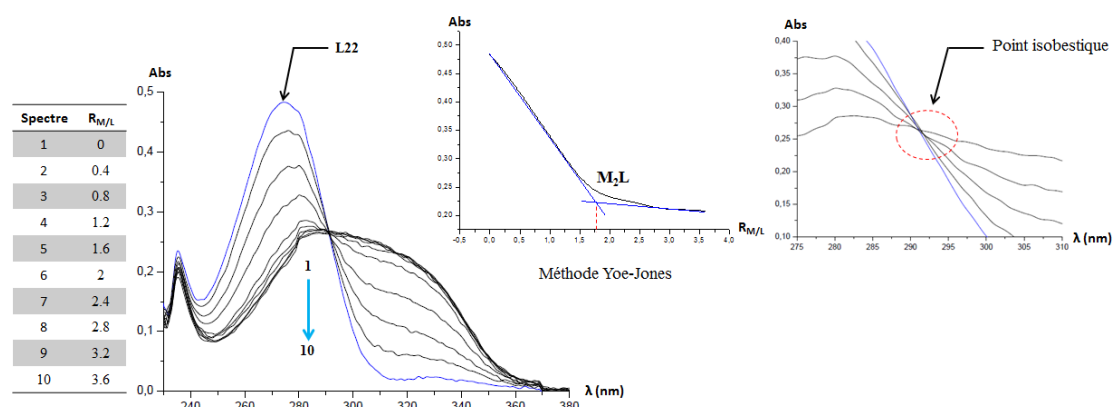 Spectre R_M/L
1 0
2 0.4
3 0.8
4 1.2
5 1.6
6 2
7 2.4
8 2.8
9 3.2
10 3.6
Abs
L22
0,5
0,4
0,3
0,2
0,1
0,0
230 260 290 320 350 380
λ (nm)
1
10
Abs
0,50
0,45
0,40
0,35
0,30
0,25
0,20
-0.5 0.0 0.5 1.0 1.5 2.0 2.5 3.0 3.5 4.0
R_M/L
M₂L
Méthode Yoe-Jones
Abs
Point isobestique
0,40
0,35
0,30
0,25
0,20
0,15
0,10
275 280 285 290 295 300 305 310
λ (nm)